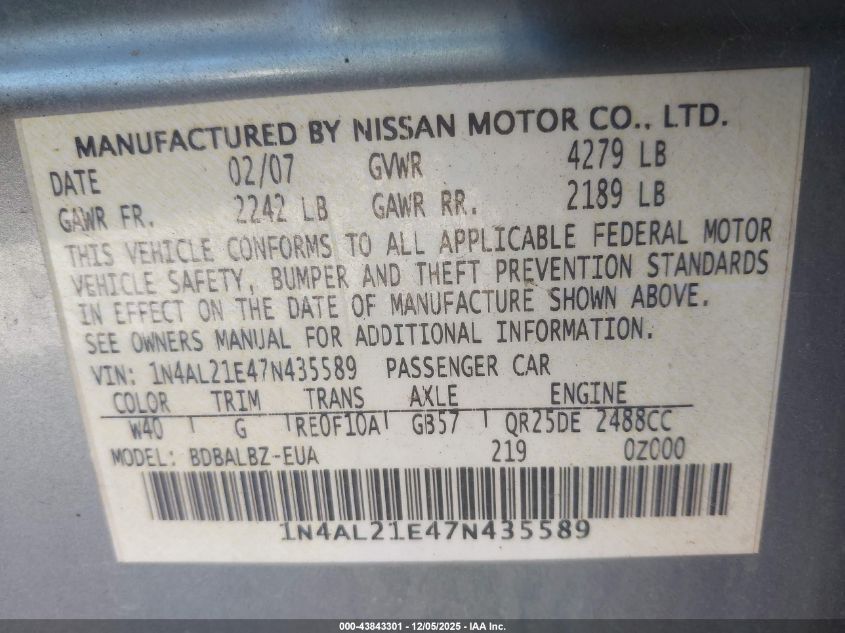 MANUFACTURED BY NISSAN MOTOR CO., LTD.
DATE 02/07 GVWR 4279 LB
GAWR FR. 2242 LB GAWR RR. 2189 LB
THIS VEHICLE CONFORMS TO ALL APPLICABLE FEDERAL MOTOR
VEHICLE SAFETY, BUMPER AND THEFT PREVENTION STANDARDS
IN EFFECT ON THE DATE OF MANUFACTURE SHOWN ABOVE.
SEE OWNERS MANUAL FOR ADDITIONAL INFORMATION.
VIN: 1N4AL21E47N435589 PASSENGER CAR
COLOR TRIM TRANS AXLE ENGINE
W40 G RE0F10A GB57 QR25DE 2488CC
MODEL: BDBALBZ-EUA 219 0Z000
1N4AL21E47N435589
000-43843301 - 12/05/2025 - IAA Inc.